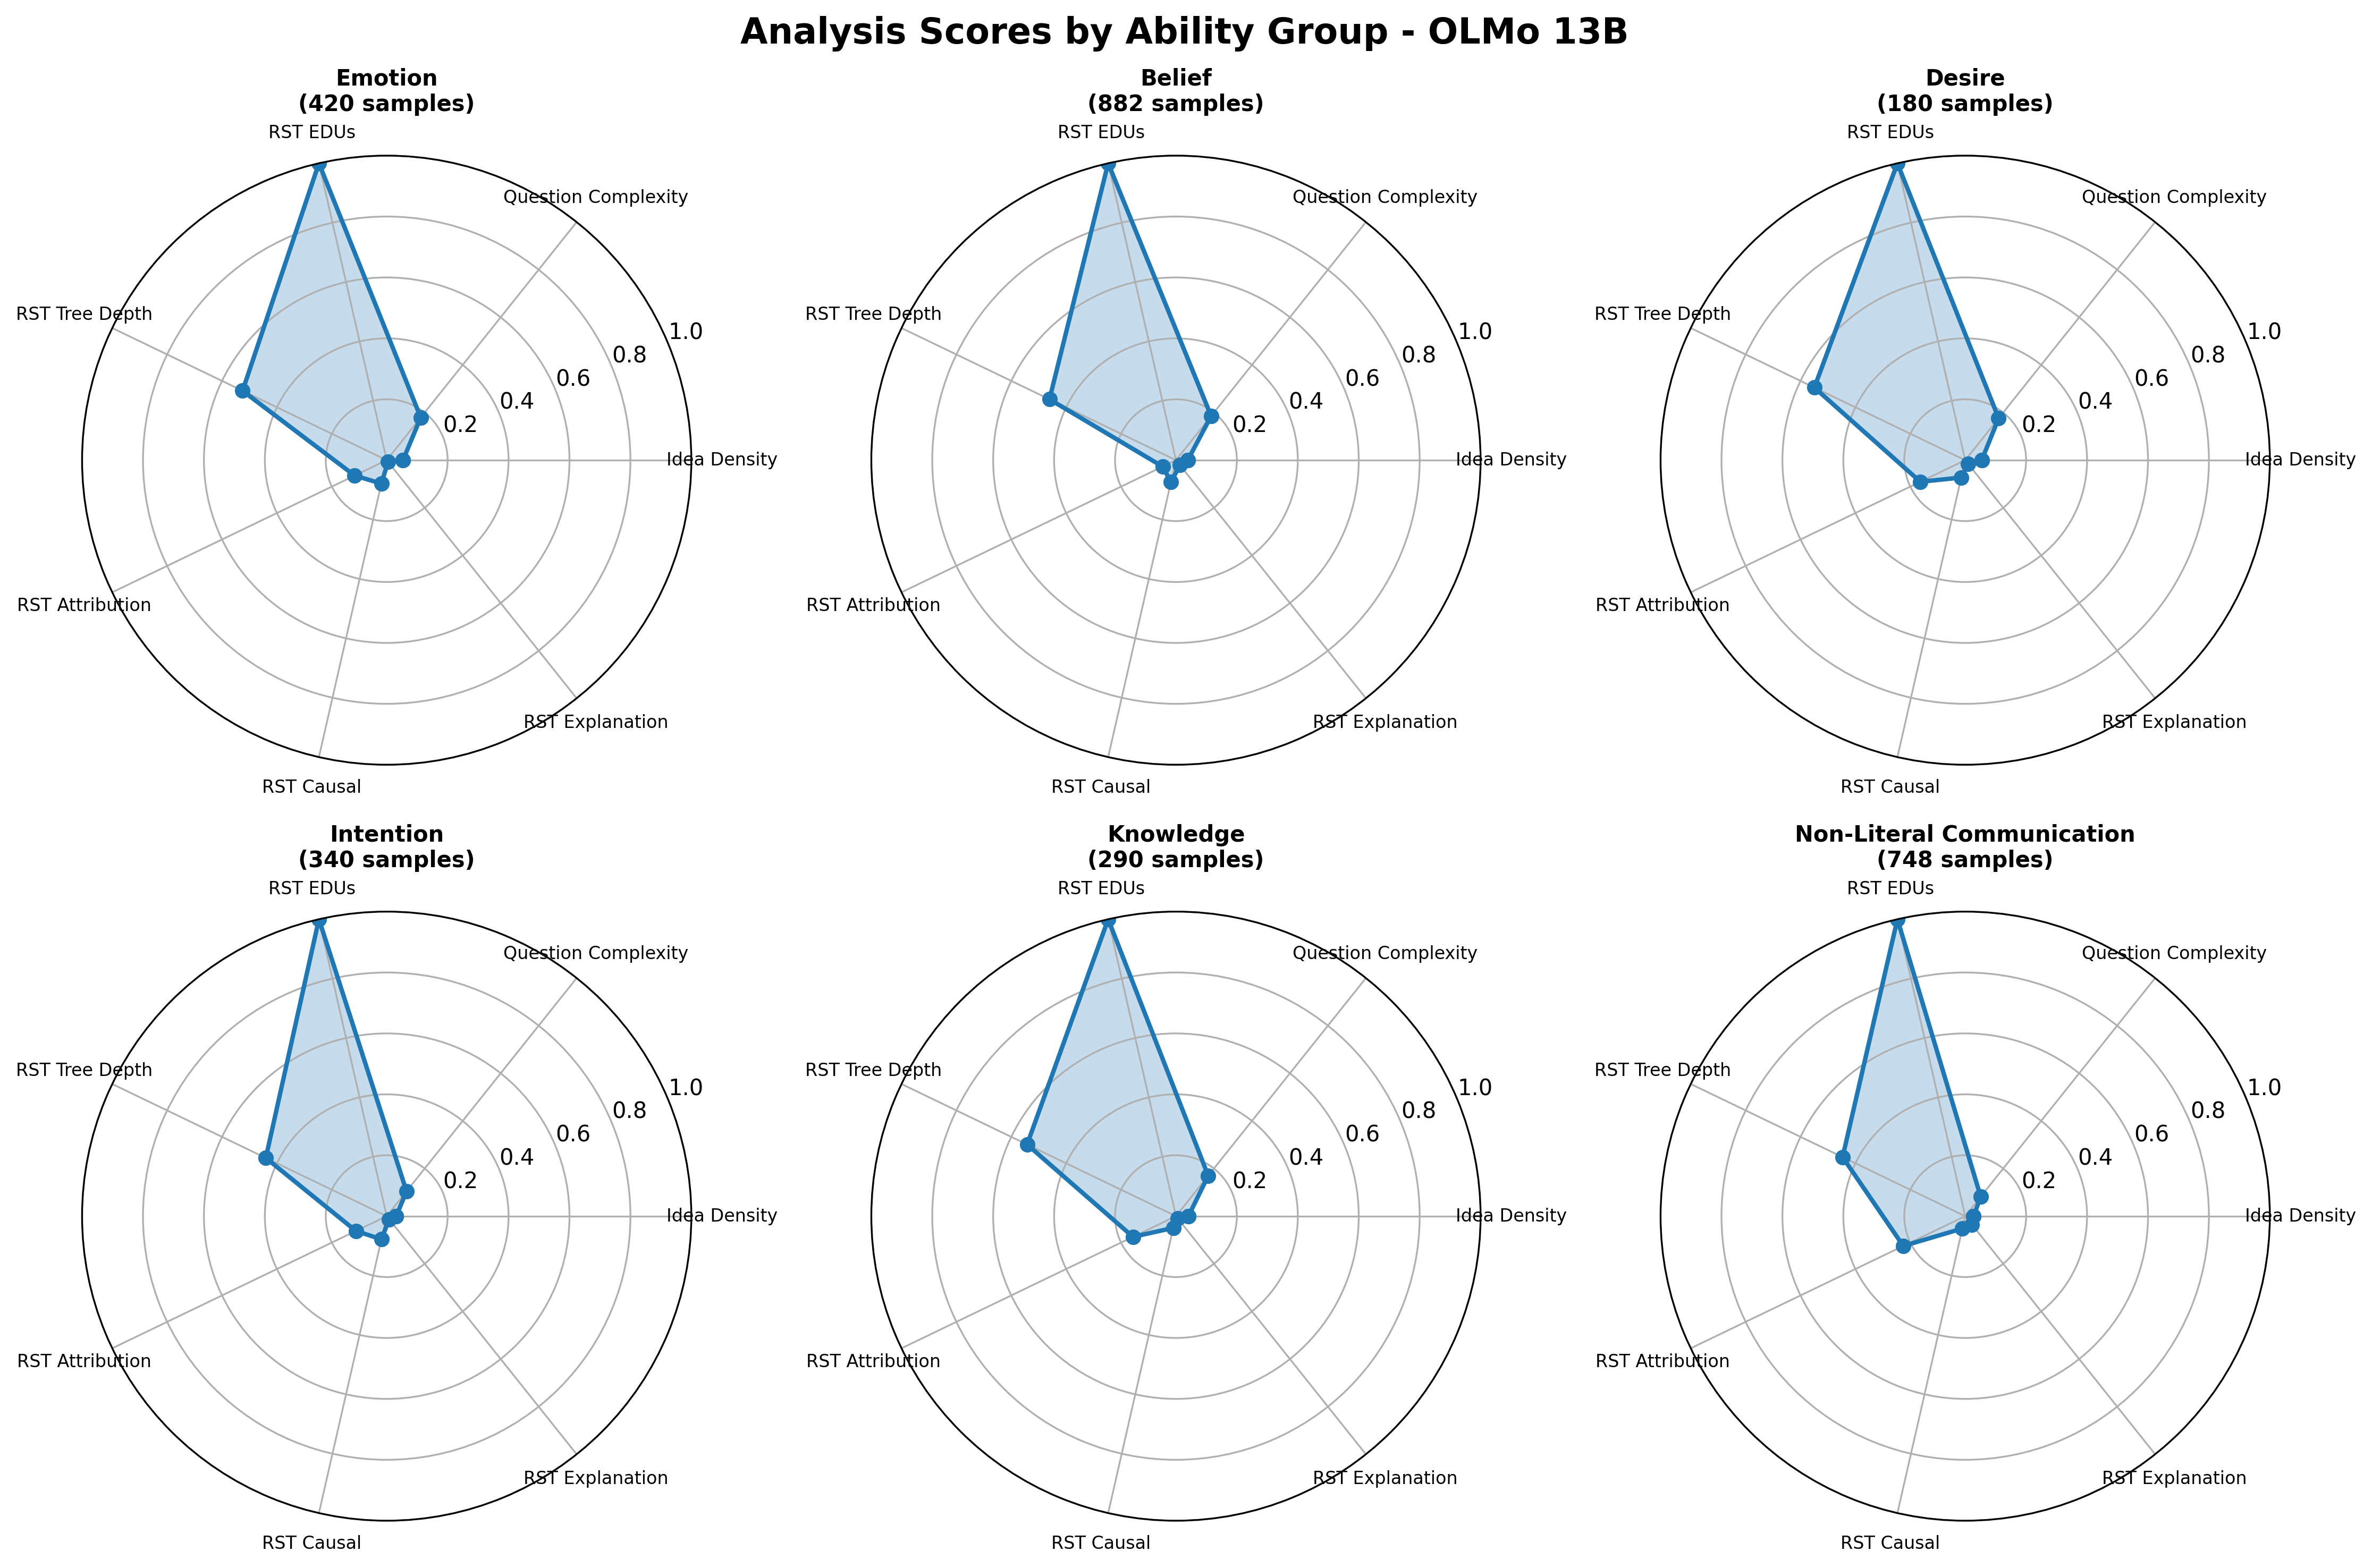 Analysis Scores by Ability Group - OLMo 13B
Emotion
(420 samples)
RST EDUs
Question Complexity
RST Tree Depth
1.0
0.8
0.6
0.4
0.2
Idea Density
RST Attribution
RST Explanation
RST Causal
Belief
(882 samples)
RST EDUs
Question Complexity
RST Tree Depth
1.0
0.8
0.6
0.4
0.2
Idea Density
RST Attribution
RST Explanation
RST Causal
Desire
(180 samples)
RST EDUs
Question Complexity
RST Tree Depth
1.0
0.8
0.6
0.4
0.2
Idea Density
RST Attribution
RST Explanation
RST Causal
Intention
(340 samples)
RST EDUs
Question Complexity
RST Tree Depth
1.0
0.8
0.6
0.4
0.2
Idea Density
RST Attribution
RST Explanation
RST Causal
Knowledge
(290 samples)
RST EDUs
Question Complexity
RST Tree Depth
1.0
0.8
0.6
0.4
0.2
Idea Density
RST Attribution
RST Explanation
RST Causal
Non-Literal Communication
(748 samples)
RST EDUs
Question Complexity
RST Tree Depth
1.0
0.8
0.6
0.4
0.2
Idea Density
RST Attribution
RST Explanation
RST Causal